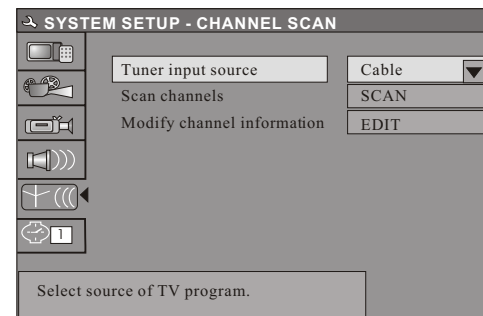 SYSTEM SETUP - CHANNEL SCAN
Tuner input source Cable
Scan channels SCAN
Modify channel information EDIT
1
Select source of TV program.